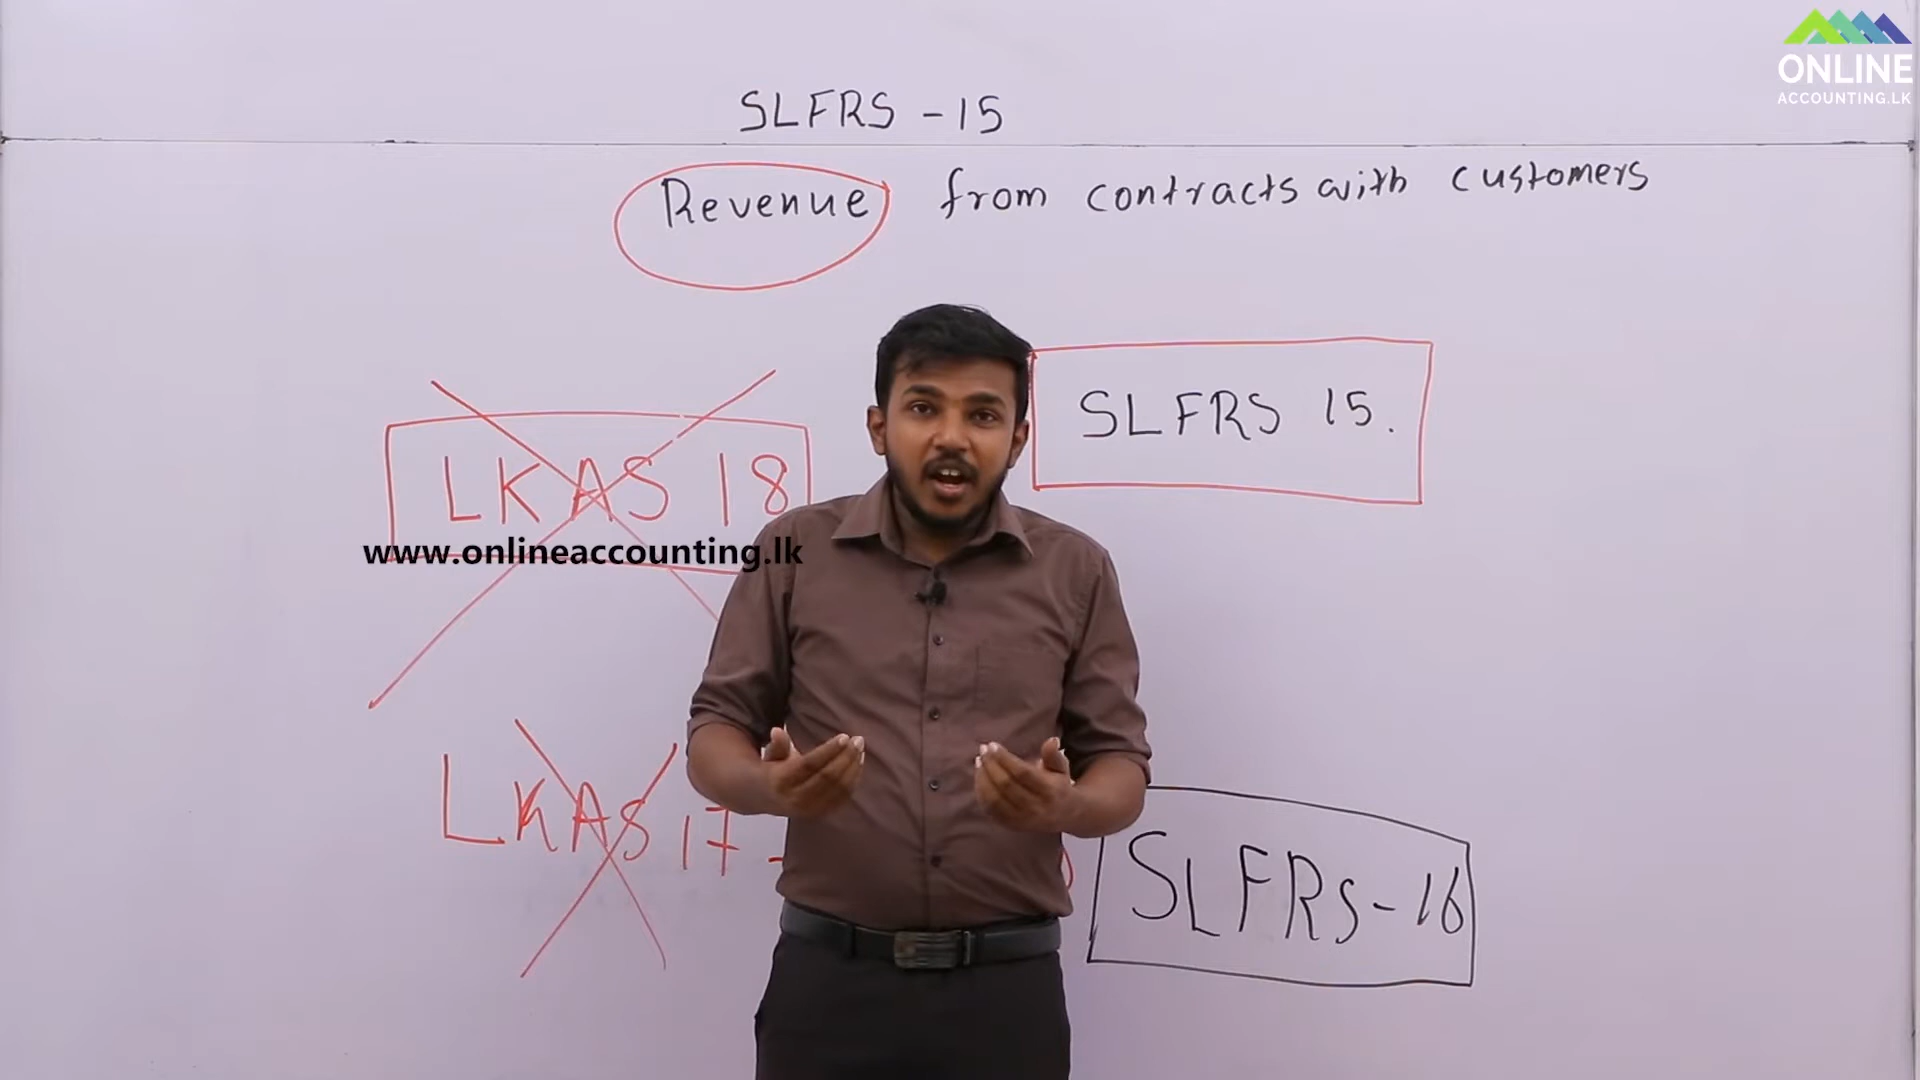 ONLINE
ACCOUNTING.LK
SLFRS - 15
Revenue from contracts with customers
SLFRS 15.
LKAS 18
www.onlineaccounting.lk
LKAS 17
SLFRS - 16